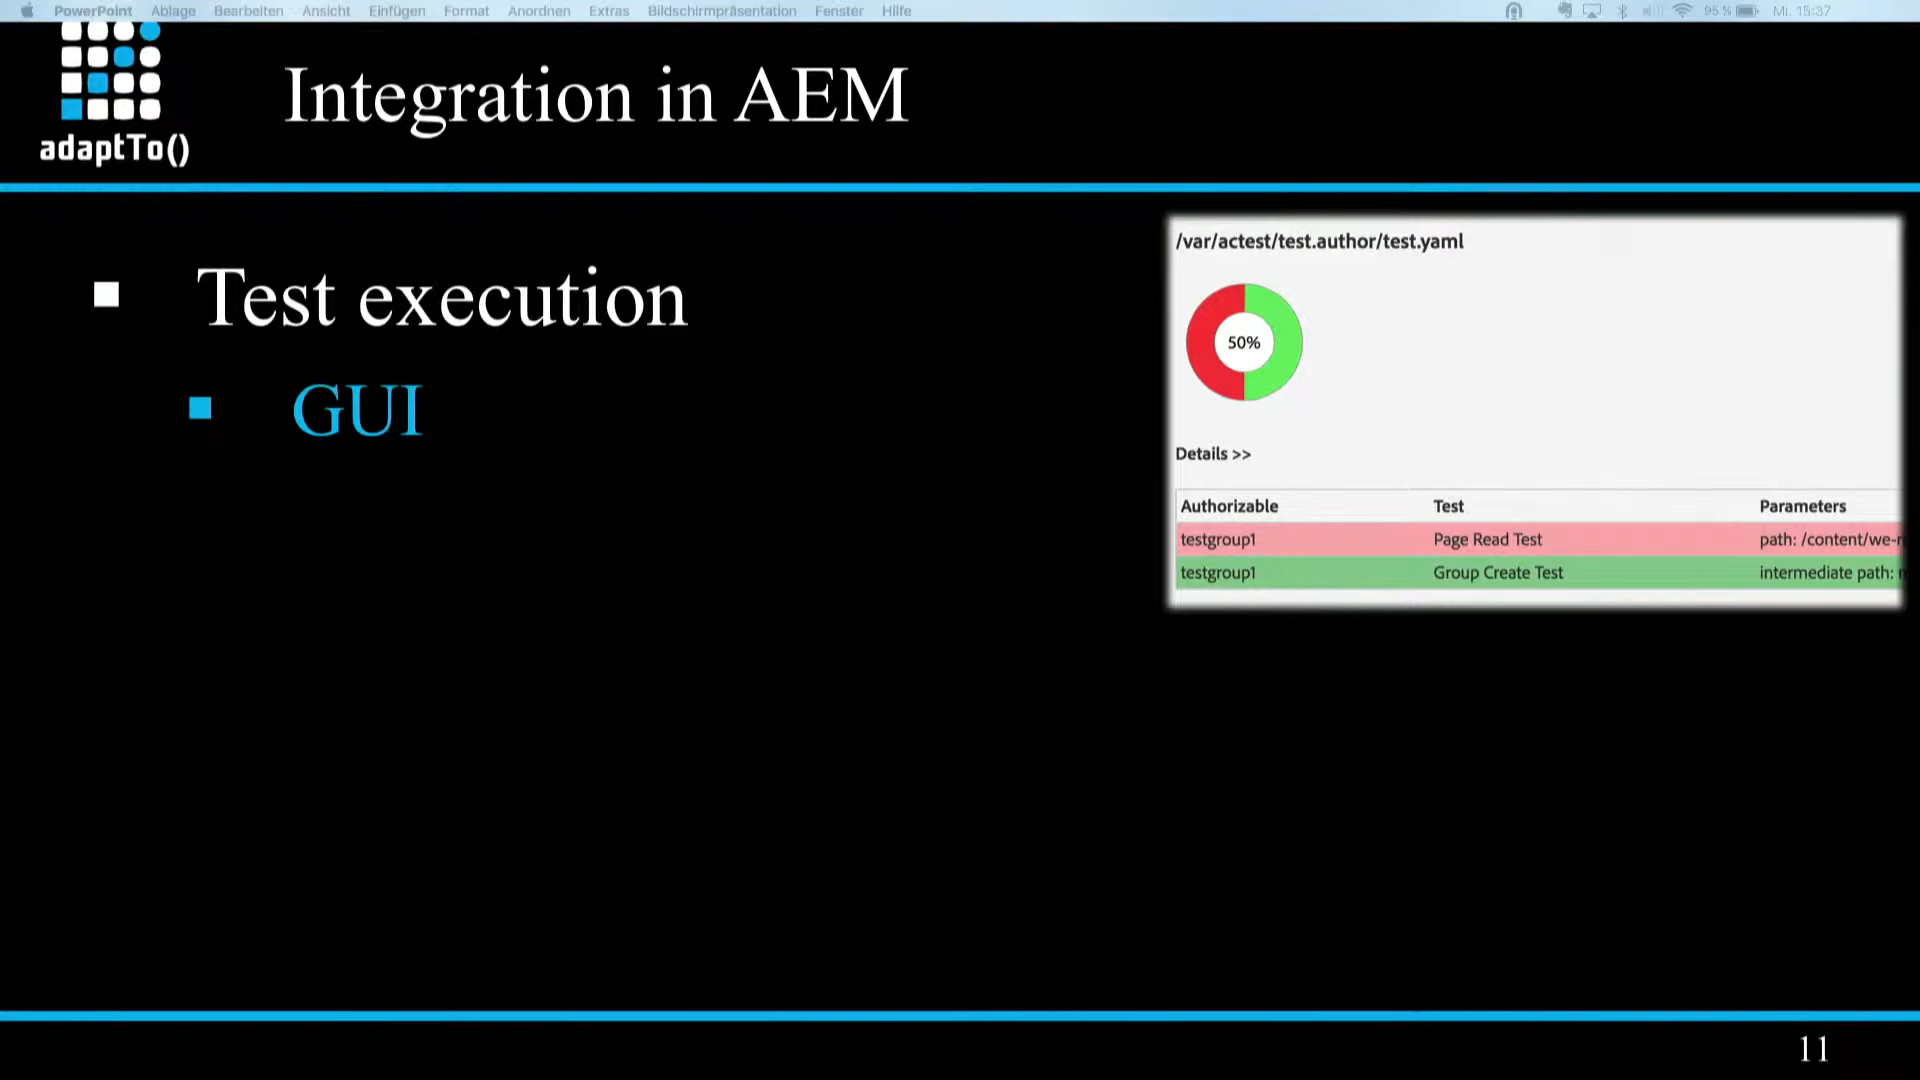 PowerPoint Ablage Bearbeiten Ansicht Einfügen Format Anordnen Extras Bildschirmpräsentation Fenster Hilfe 95 % Mi. 15:37
adaptTo()
Integration in AEM
Test execution
GUI
/var/actest/test.author/test.yaml
50%
Details >>
Authorizable Test Parameters
testgroup1 Page Read Test path: /content/we-r
testgroup1 Group Create Test intermediate path:
11